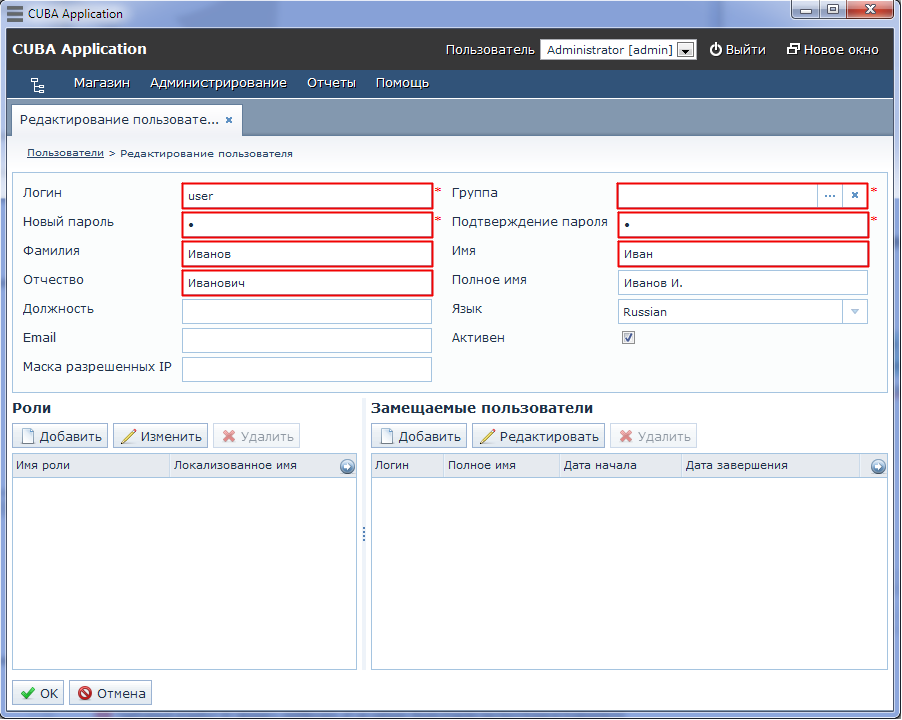 CUBA Application
CUBA Application Пользователь Administrator [admin] Выйти Новое окно
Магазин Администрирование Отчеты Помощь
Редактирование пользовате... ×
Пользователи > Редактирование пользователя
Логин user * Группа ... × *
Новый пароль • * Подтверждение пароля • *
Фамилия Иванов Имя Иван
Отчество Иванович Полное имя Иванов И.
Должность Язык Russian
Email Активен
Маска разрешенных IP
Роли Замещаемые пользователи
Добавить Изменить Удалить Добавить Редактировать Удалить
Имя роли Локализованное имя Логин Полное имя Дата начала Дата завершения
OK Отмена